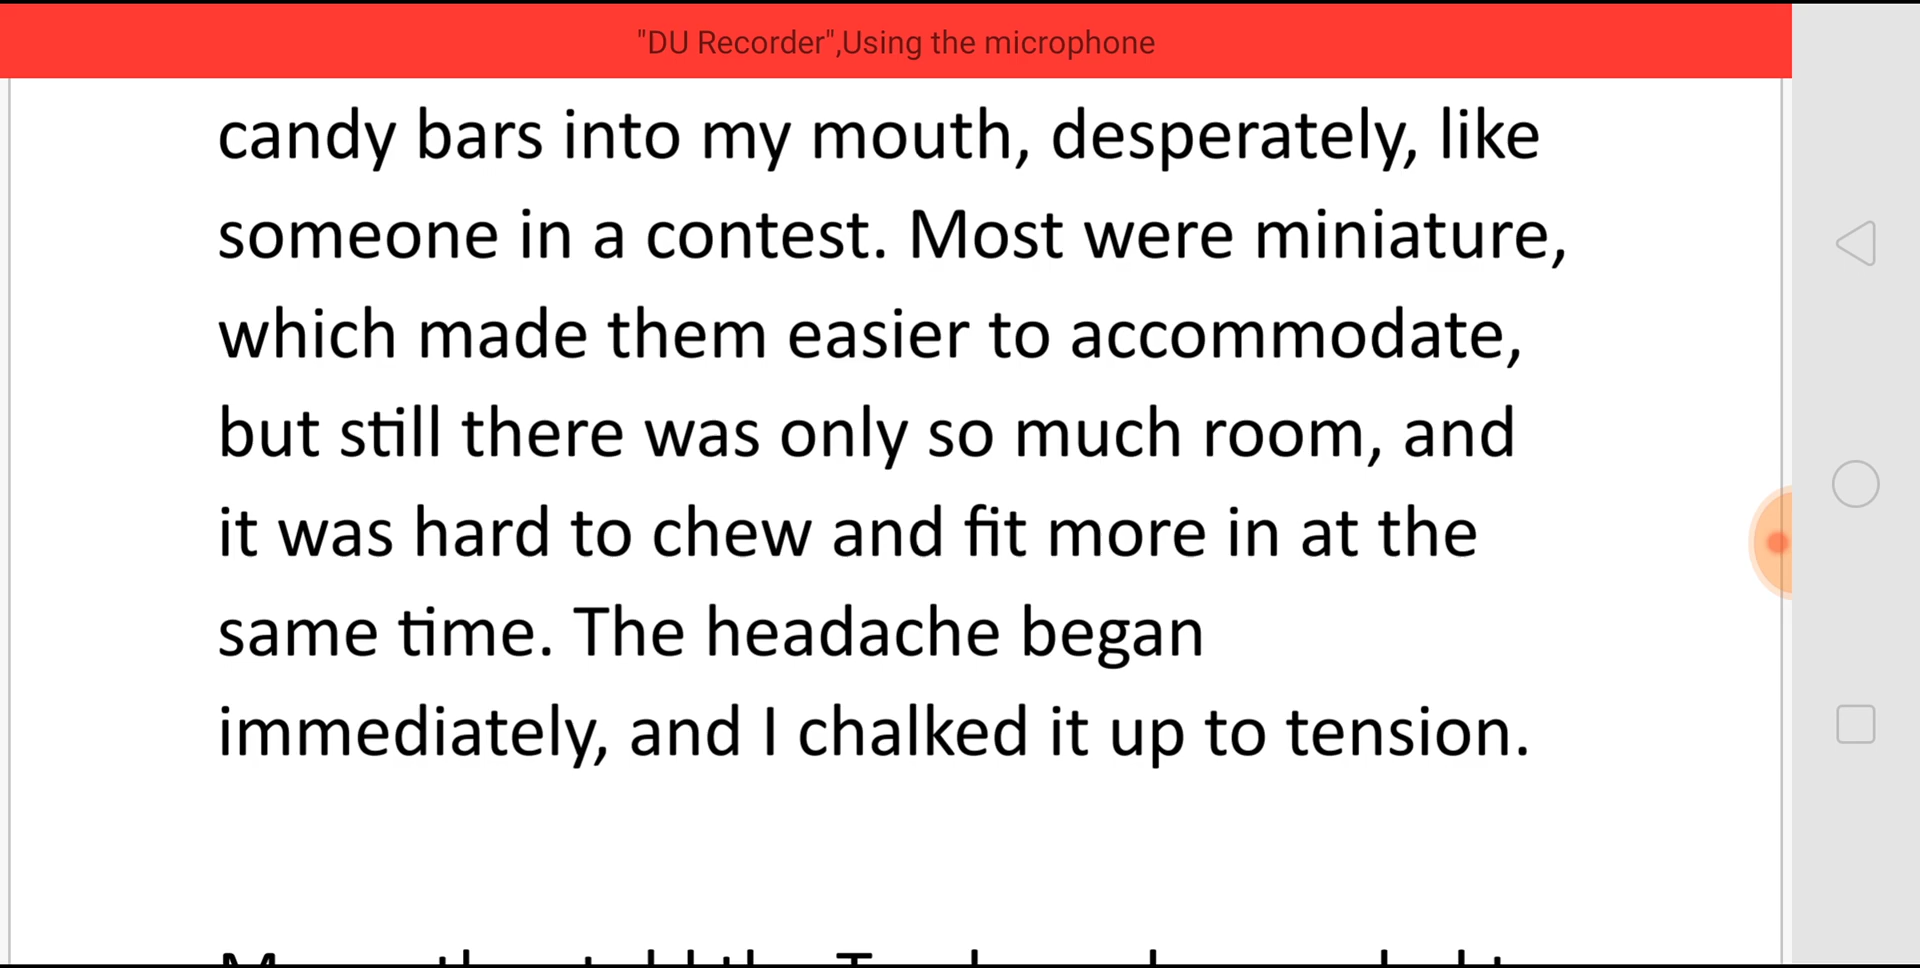 "DU Recorder",Using the microphone
candy bars into my mouth, desperately, like
someone in a contest. Most were miniature,
which made them easier to accommodate,
but still there was only so much room, and
it was hard to chew and fit more in at the
same time. The headache began
immediately, and I chalked it up to tension.